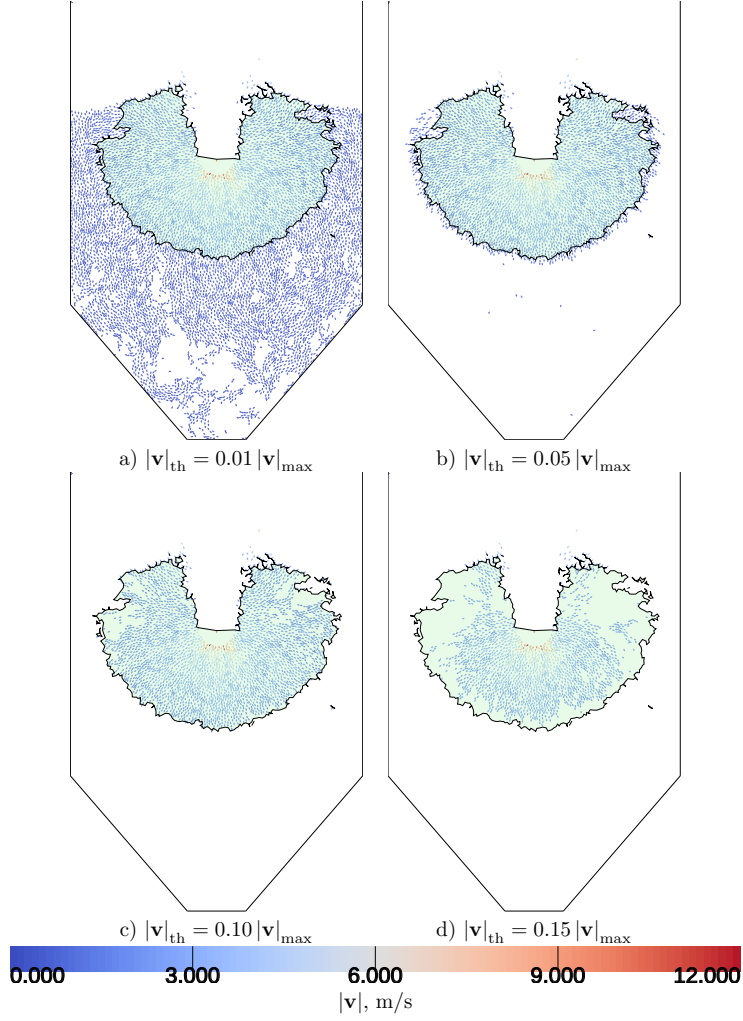 a) |v|th = 0.01 |v|max
b) |v|th = 0.05 |v|max
c) |v|th = 0.10 |v|max
d) |v|th = 0.15 |v|max
0.000 3.000 6.000 9.000 12.000
|v|, m/s